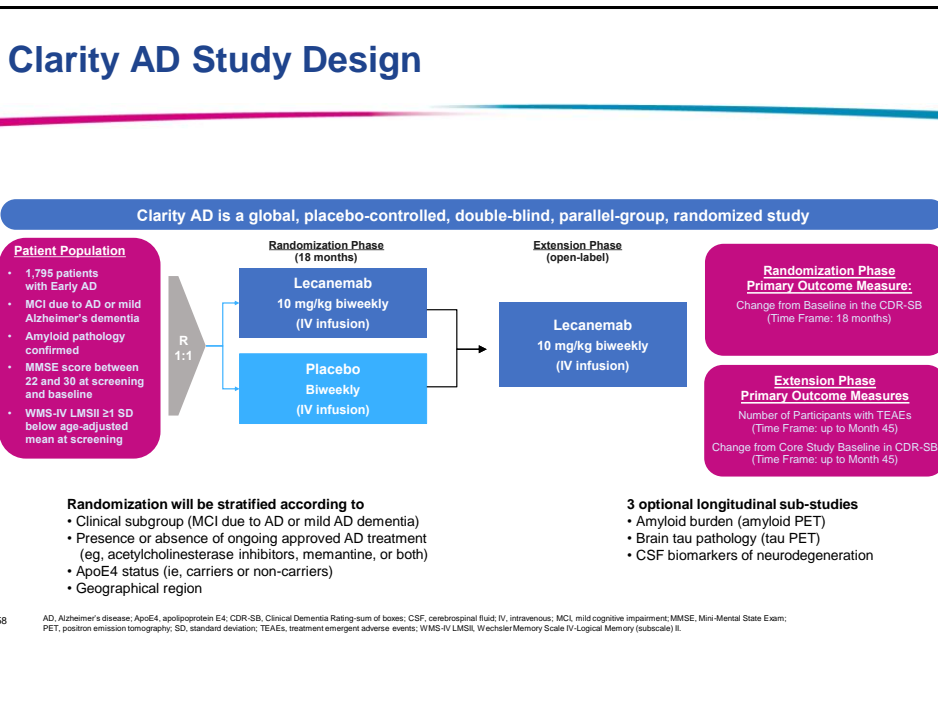 Clarity AD Study Design
Clarity AD is a global, placebo-controlled, double-blind, parallel-group, randomized study
Patient Population
• 1,795 patients
with Early AD
• MCI due to AD or mild
Alzheimer's dementia
• Amyloid pathology
confirmed
• MMSE score between
22 and 30 at screening
and baseline
• WMS-IV LMSII ≥1 SD
below age-adjusted
mean at screening
R
1:1
Randomization Phase
(18 months)
Lecanemab
10 mg/kg biweekly
(IV infusion)
Placebo
Biweekly
(IV infusion)
Extension Phase
(open-label)
Lecanemab
10 mg/kg biweekly
(IV infusion)
Randomization Phase
Primary Outcome Measure:
Change from Baseline in the CDR-SB
(Time Frame: 18 months)
Extension Phase
Primary Outcome Measures
Number of Participants with TEAEs
(Time Frame: up to Month 45)
Change from Core Study Baseline in CDR-SB
(Time Frame: up to Month 45)
Randomization will be stratified according to
• Clinical subgroup (MCI due to AD or mild AD dementia)
• Presence or absence of ongoing approved AD treatment
(eg, acetylcholinesterase inhibitors, memantine, or both)
• ApoE4 status (ie, carriers or non-carriers)
• Geographical region
3 optional longitudinal sub-studies
• Amyloid burden (amyloid PET)
• Brain tau pathology (tau PET)
• CSF biomarkers of neurodegeneration
AD, Alzheimer's disease; ApoE4, apolipoprotein E4; CDR-SB, Clinical Dementia Rating-sum of boxes; CSF, cerebrospinal fluid; IV, intravenous; MCI, mild cognitive impairment; MMSE, Mini-Mental State Exam;
PET, positron emission tomography; SD, standard deviation; TEAEs, treatment emergent adverse events; WMS-IV LMSII, Wechsler Memory Scale IV-Logical Memory (subscale) II.